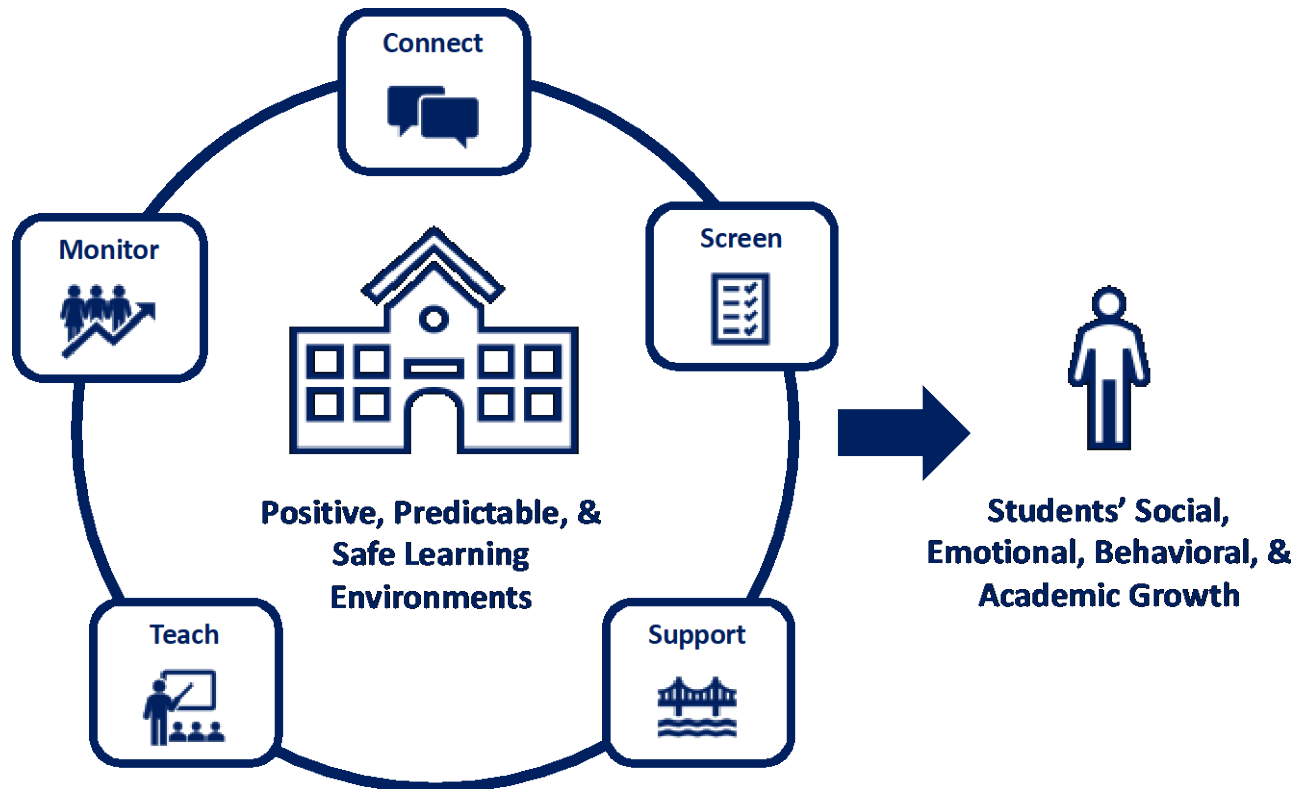 Connect
Monitor
Screen
Positive, Predictable, &
Safe Learning
Environments
Students’ Social,
Emotional, Behavioral, &
Academic Growth
Teach
Support